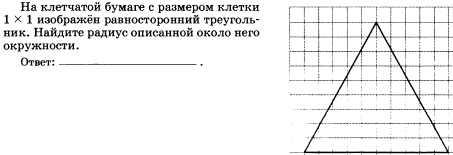 На клетчатой бумаге с размером клетки
1 × 1 изображён равносторонний треуголь-
ник. Найдите радиус описанной около него
окружности.
Ответ: ______________________ .